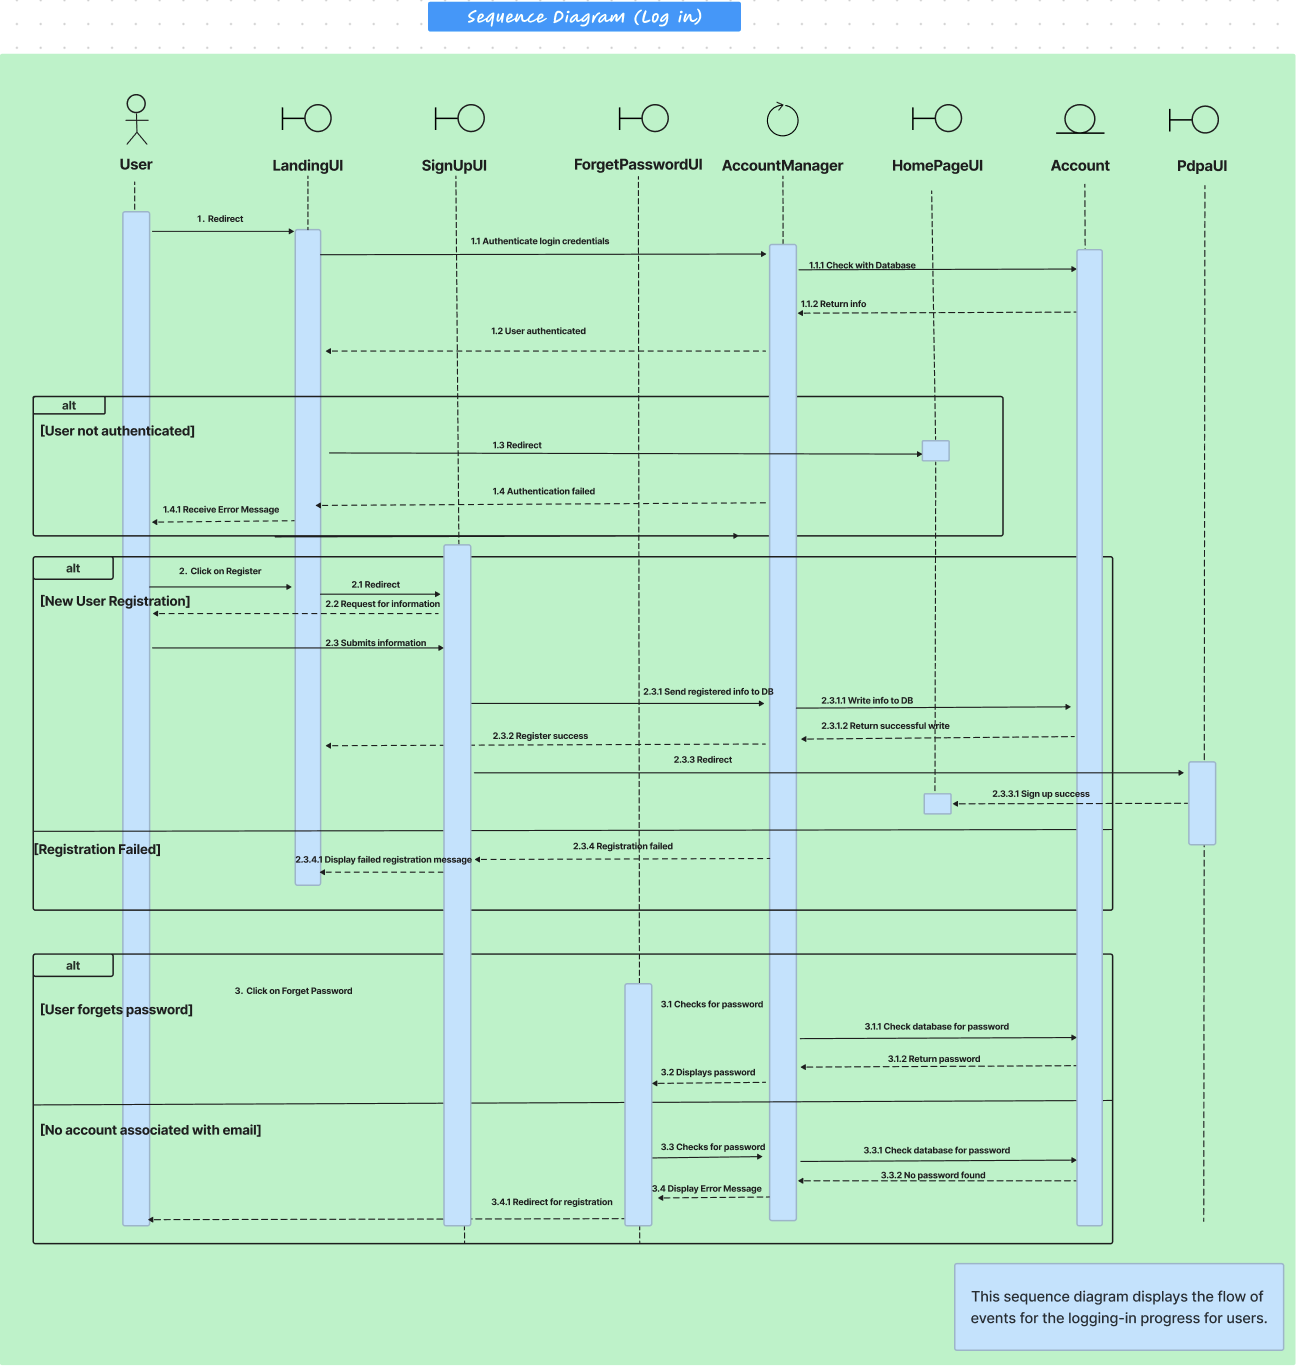 Sequence Diagram (Log in)
User
LandingUI
SignUpUI
ForgetPasswordUI
AccountManager
HomePageUI
Account
PdpaUI
1. Redirect
1.1 Authenticate login credentials
1.1.1 Check with Database
1.1.2 Return info
1.2 User authenticated
alt
[User not authenticated]
1.3 Redirect
1.4 Authentication failed
1.4.1 Receive Error Message
alt
2. Click on Register
2.1 Redirect
[New User Registration]
2.2 Request for information
2.3 Submits information
2.3.1 Send registered info to DB
2.3.1.1 Write info to DB
2.3.1.2 Return successful write
2.3.2 Register success
2.3.3 Redirect
2.3.3.1 Sign up success
[Registration Failed]
2.3.4 Registration failed
2.3.4.1 Display failed registration message
alt
3. Click on Forget Password
[User forgets password]
3.1 Checks for password
3.1.1 Check database for password
3.1.2 Return password
3.2 Displays password
[No account associated with email]
3.3 Checks for password
3.3.1 Check database for password
3.3.2 No password found
3.4 Display Error Message
3.4.1 Redirect for registration
This sequence diagram displays the flow of
events for the logging-in progress for users.